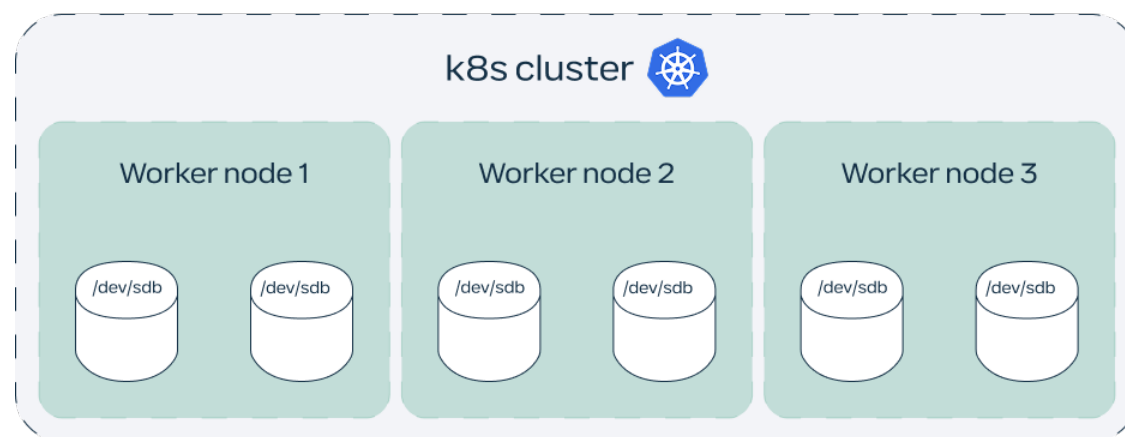 k8s cluster
Worker node 1
Worker node 2
Worker node 3
/dev/sdb
/dev/sdb
/dev/sdb
/dev/sdb
/dev/sdb
/dev/sdb